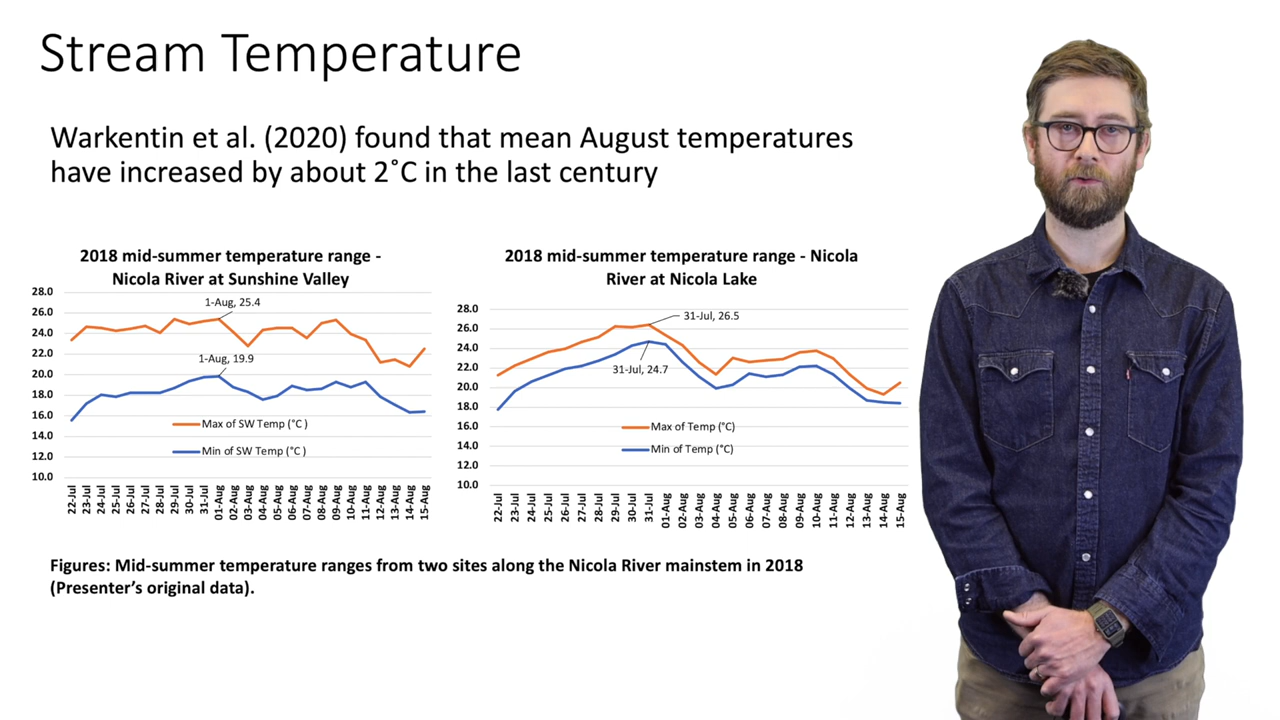 Stream Temperature
Warkentin et al. (2020) found that mean August temperatures
have increased by about 2˚C in the last century
2018 mid-summer temperature range -
Nicola River at Sunshine Valley
28.0
26.0
24.0
22.0
20.0
18.0
16.0
14.0
12.0
10.0
1-Aug, 25.4
1-Aug, 19.9
Max of SW Temp (°C )
Min of SW Temp (°C )
22-Jul
23-Jul
24-Jul
25-Jul
26-Jul
27-Jul
28-Jul
29-Jul
30-Jul
31-Jul
01-Aug
02-Aug
03-Aug
04-Aug
05-Aug
06-Aug
07-Aug
08-Aug
09-Aug
10-Aug
11-Aug
12-Aug
13-Aug
14-Aug
15-Aug
2018 mid-summer temperature range - Nicola
River at Nicola Lake
28.0
26.0
24.0
22.0
20.0
18.0
16.0
14.0
12.0
10.0
31-Jul, 26.5
31-Jul, 24.7
Max of Temp (°C)
Min of Temp (°C)
22-Jul
23-Jul
24-Jul
25-Jul
26-Jul
27-Jul
28-Jul
29-Jul
30-Jul
31-Jul
01-Aug
02-Aug
03-Aug
04-Aug
05-Aug
06-Aug
07-Aug
08-Aug
09-Aug
10-Aug
11-Aug
12-Aug
13-Aug
14-Aug
15-Aug
Figures: Mid-summer temperature ranges from two sites along the Nicola River mainstem in 2018
(Presenter’s original data).